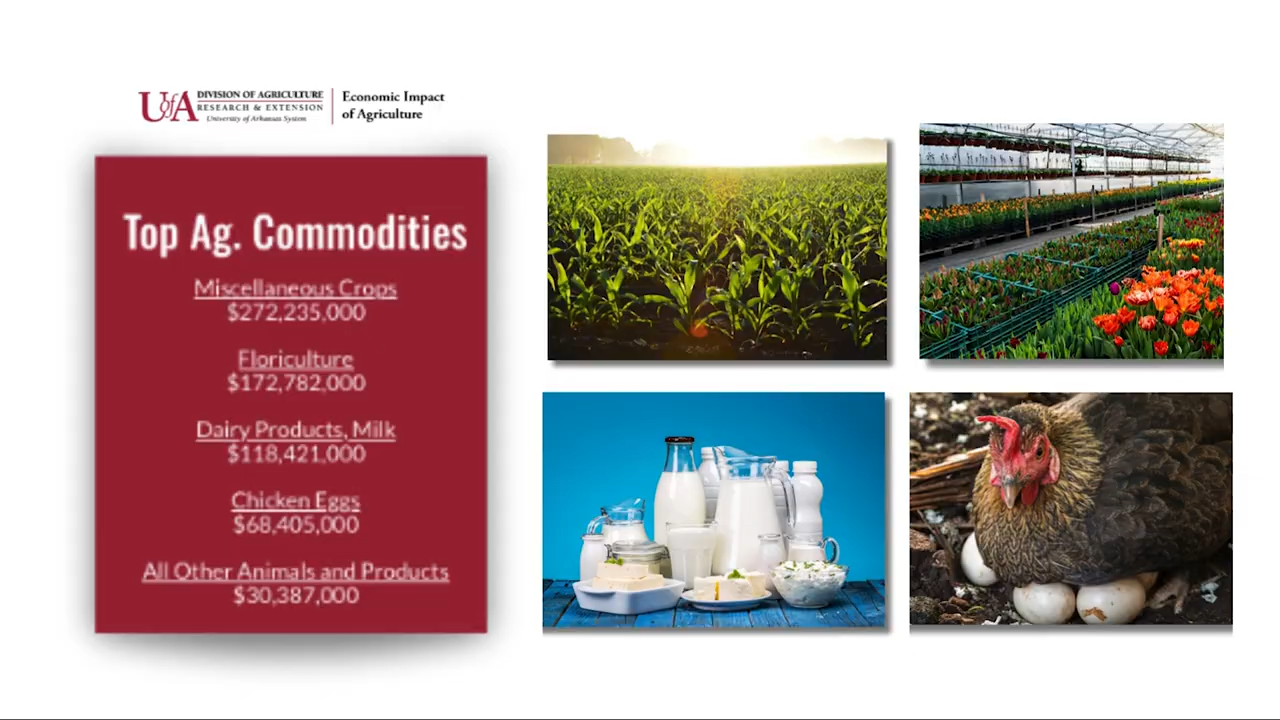 UofA DIVISION OF AGRICULTURE
RESEARCH & EXTENSION
University of Arkansas System
Economic Impact
of Agriculture
Top Ag. Commodities
Miscellaneous Crops
$272,235,000
Floriculture
$172,782,000
Dairy Products, Milk
$118,421,000
Chicken Eggs
$68,405,000
All Other Animals and Products
$30,387,000